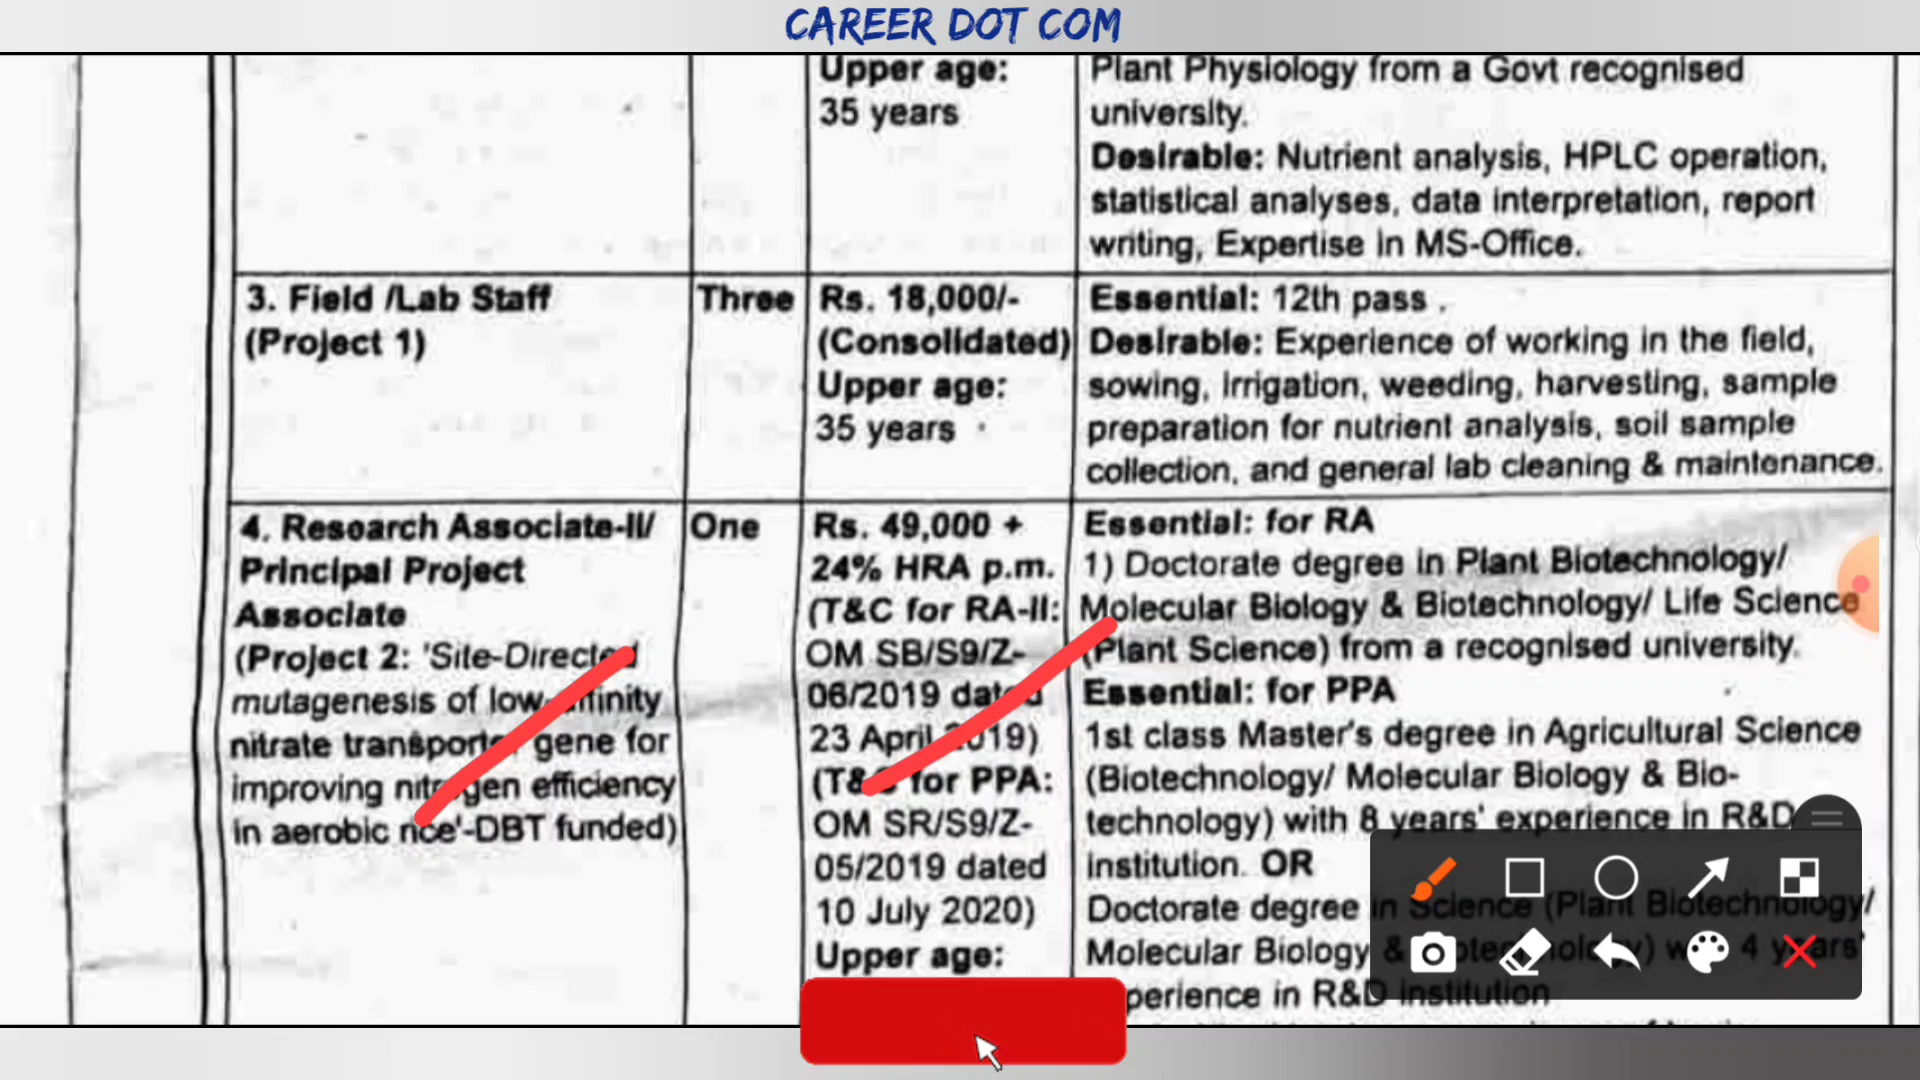 CAREER DOT COM
Upper age:
35 years
Plant Physiology from a Govt recognised
university.
Desirable: Nutrient analysis, HPLC operation,
statistical analyses, data interpretation, report
writing, Expertise in MS-Office.
3. Field /Lab Staff
(Project 1)
Three
Rs. 18,000/-
(Consolidated)
Upper age:
35 years
Essential: 12th pass .
Desirable: Experience of working in the field,
sowing, irrigation, weeding, harvesting, sample
preparation for nutrient analysis, soil sample
collection, and general lab cleaning & maintenance.
4. Research Associate-II/
Principal Project
Associate
(Project 2: 'Site-Directed
mutagenesis of low-affinity
nitrate transporter gene for
improving nitrogen efficiency
in aerobic rice'-DBT funded)
One
Rs. 49,000 +
24% HRA p.m.
(T&C for RA-II:
OM SB/S9/Z-
06/2019 dated
23 April 2019)
(T&C for PPA:
OM SR/S9/Z-
05/2019 dated
10 July 2020)
Upper age:
Essential: for RA
1) Doctorate degree in Plant Biotechnology/
Molecular Biology & Biotechnology/ Life Science
(Plant Science) from a recognised university.
Essential: for PPA
1st class Master's degree in Agricultural Science
(Biotechnology/ Molecular Biology & Bio-
technology) with 8 years' experience in R&D
institution. OR
Doctorate degree in Science (Plant Biotechnology/
Molecular Biology & Biotechnology) with 4 years'
experience in R&D institution